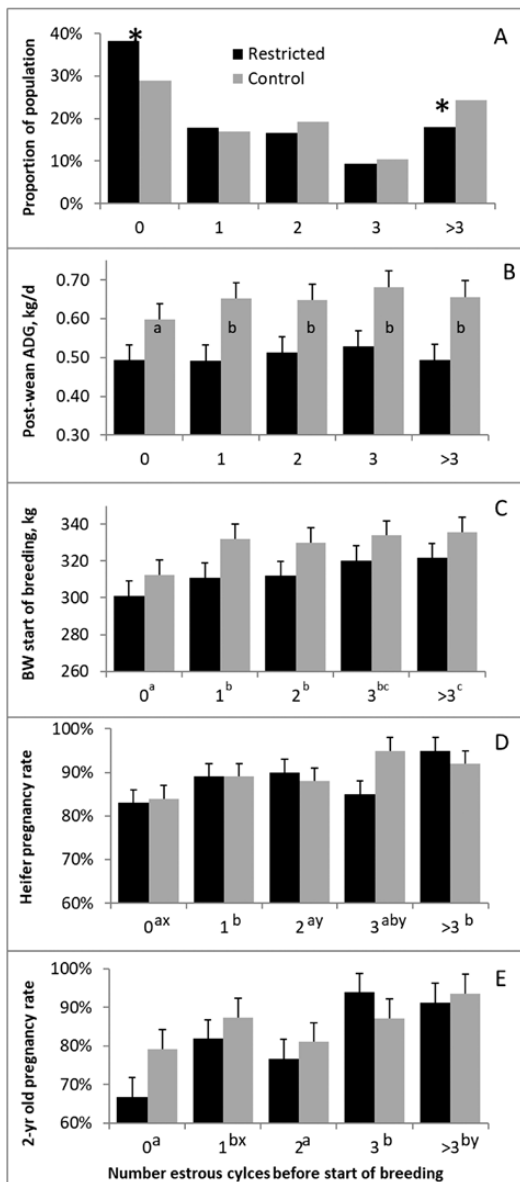 A
40%
30%
20%
10%
0%
Proportion of population
*
*
Restricted
Control
0 1 2 3 >3
B
0.70
0.60
0.50
0.40
0.30
Post-wean ADG, kg/d
a b b b b
0 1 2 3 >3
C
340
320
300
280
260
BW start of breeding, kg
0ᵃ 1ᵇ 2ᵇ 3ᵇᶜ >3ᶜ
D
100%
90%
80%
70%
60%
Heifer pregnancy rate
0ᵃˣ 1ᵇ 2ᵃʸ 3ᵃᵇʸ >3ᵇ
E
100%
90%
80%
70%
60%
2-yr old pregnancy rate
0ᵃ 1ᵇˣ 2ᵃ 3ᵇ >3ᵇʸ
Number estrous cylces before start of breeding